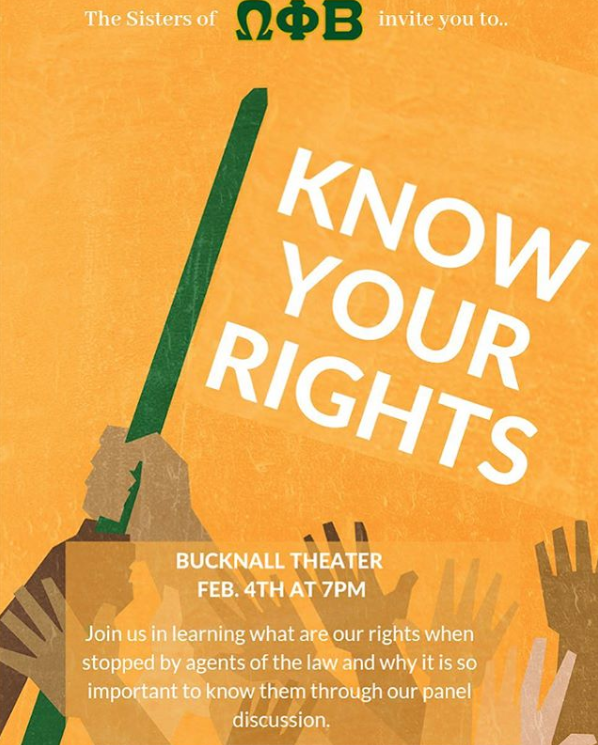 The Sisters of ΩΦΒ invite you to..
KNOW
YOUR
RIGHTS
BUCKNALL THEATER
FEB. 4TH AT 7PM
Join us in learning what are our rights when
stopped by agents of the law and why it is so
important to know them through our panel
discussion.